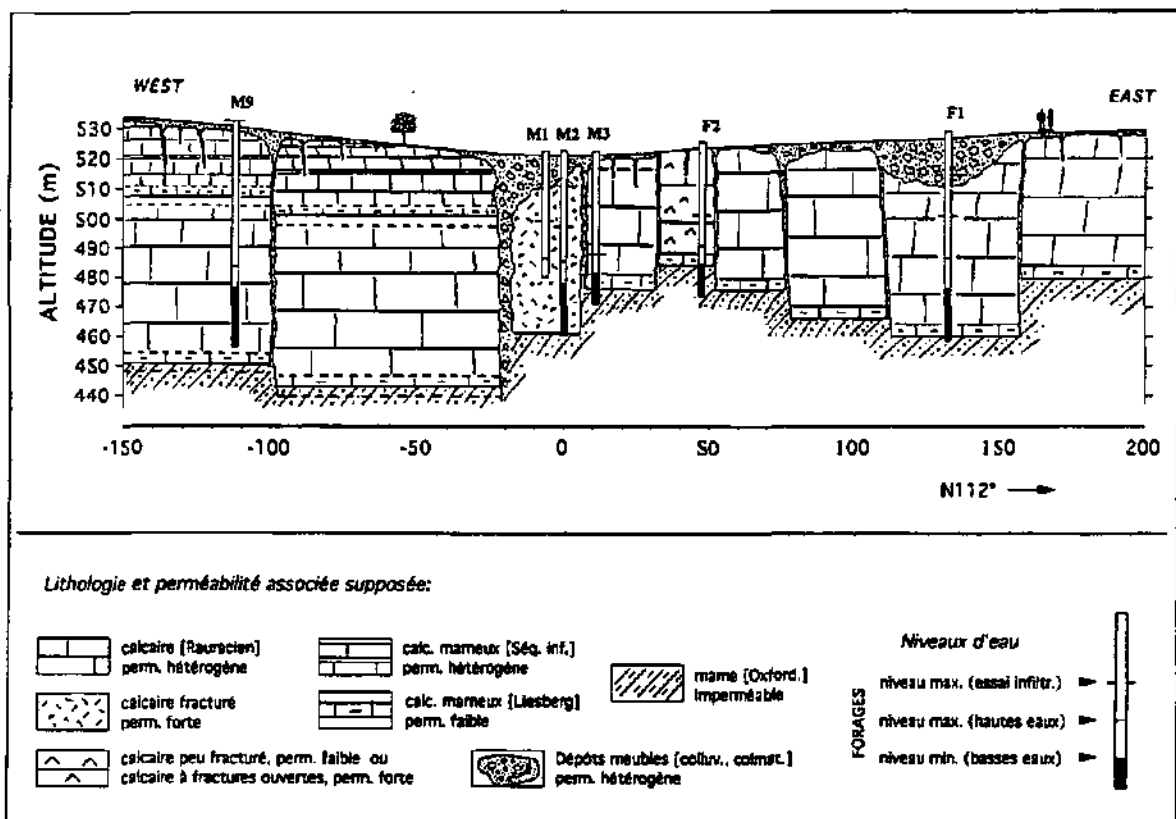 WEST
EAST
M9
M1 M2 M3
F2
F1
ALTITUDE (m)
530
520
510
500
490
480
470
460
450
440
-150 -100 -50 0 50 100 150 200
N112°
Lithologie et perméabilité associée supposée:
calcaire [Rauracien]
perm. hétérogène
calcaire fracturé
perm. forte
calcaire peu fracturé, perm. faible ou
calcaire à fractures ouvertes, perm. forte
calc. marneux [Séq. inf.]
perm. hétérogène
calc. marneux [Liesberg]
perm. faible
Dépôts meubles [colluv., colmat.]
perm. hétérogène
marne [Oxford.]
imperméable
Niveaux d'eau
FORAGES
niveau max. (essai infiltr.)
niveau max. (hautes eaux)
niveau min. (basses eaux)